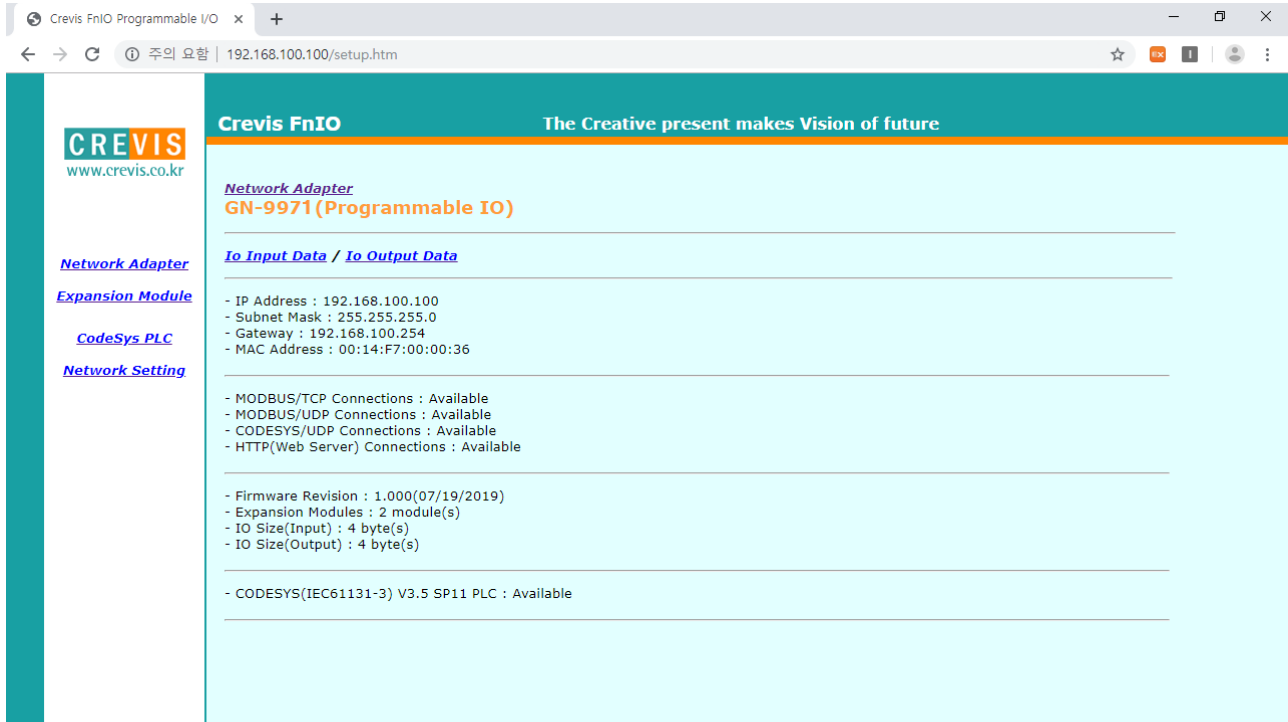 Crevis FnIO Programmable I/O
주의 요함 | 192.168.100.100/setup.htm
CREVIS
www.crevis.co.kr
Network Adapter
Expansion Module
CodeSys PLC
Network Setting
Crevis FnIO
The Creative present makes Vision of future
Network Adapter
GN-9971(Programmable IO)
Io Input Data / Io Output Data
- IP Address : 192.168.100.100
- Subnet Mask : 255.255.255.0
- Gateway : 192.168.100.254
- MAC Address : 00:14:F7:00:00:36
- MODBUS/TCP Connections : Available
- MODBUS/UDP Connections : Available
- CODESYS/UDP Connections : Available
- HTTP(Web Server) Connections : Available
- Firmware Revision : 1.000(07/19/2019)
- Expansion Modules : 2 module(s)
- IO Size(Input) : 4 byte(s)
- IO Size(Output) : 4 byte(s)
- CODESYS(IEC61131-3) V3.5 SP11 PLC : Available